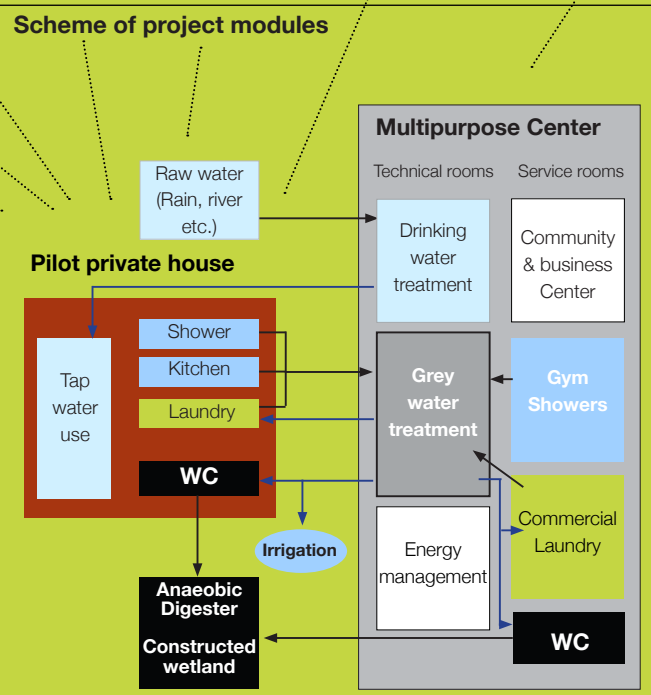 Scheme of project modules
Multipurpose Center
Technical rooms
Service rooms
Raw water
(Rain, river
etc.)
Drinking
water
treatment
Community
& business
Center
Pilot private house
Tap
water
use
Shower
Kitchen
Laundry
WC
Grey
water
treatment
Gym
Showers
Irrigation
Energy
management
Commercial
Laundry
Anaeobic
Digester
Constructed
wetland
WC